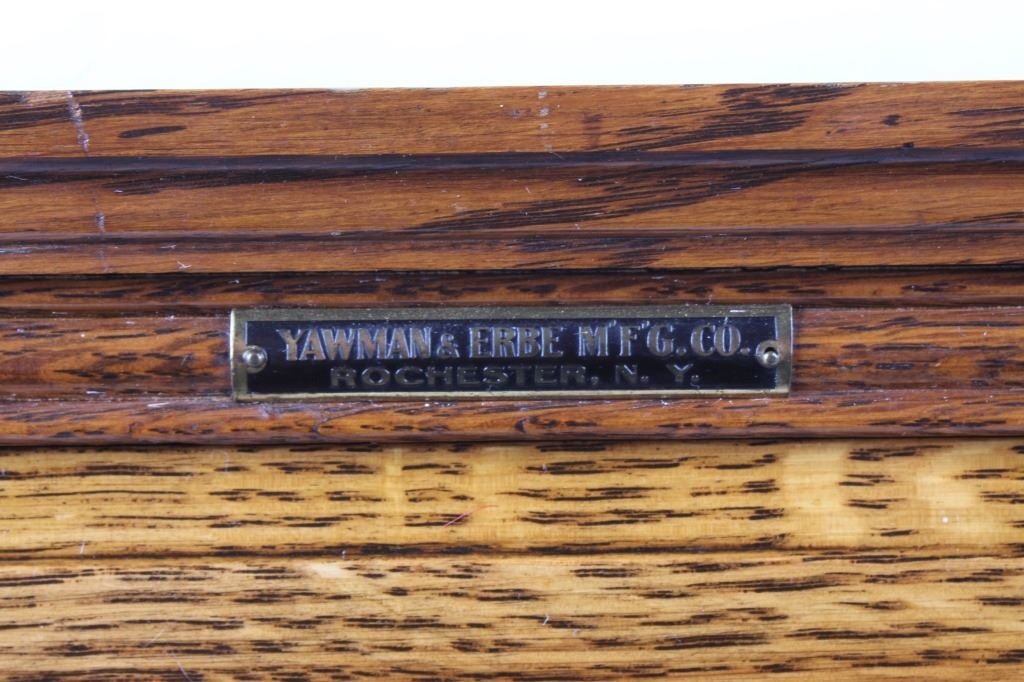 YAWMAN & ERBE M'F'G. CO.
ROCHESTER, N. Y.